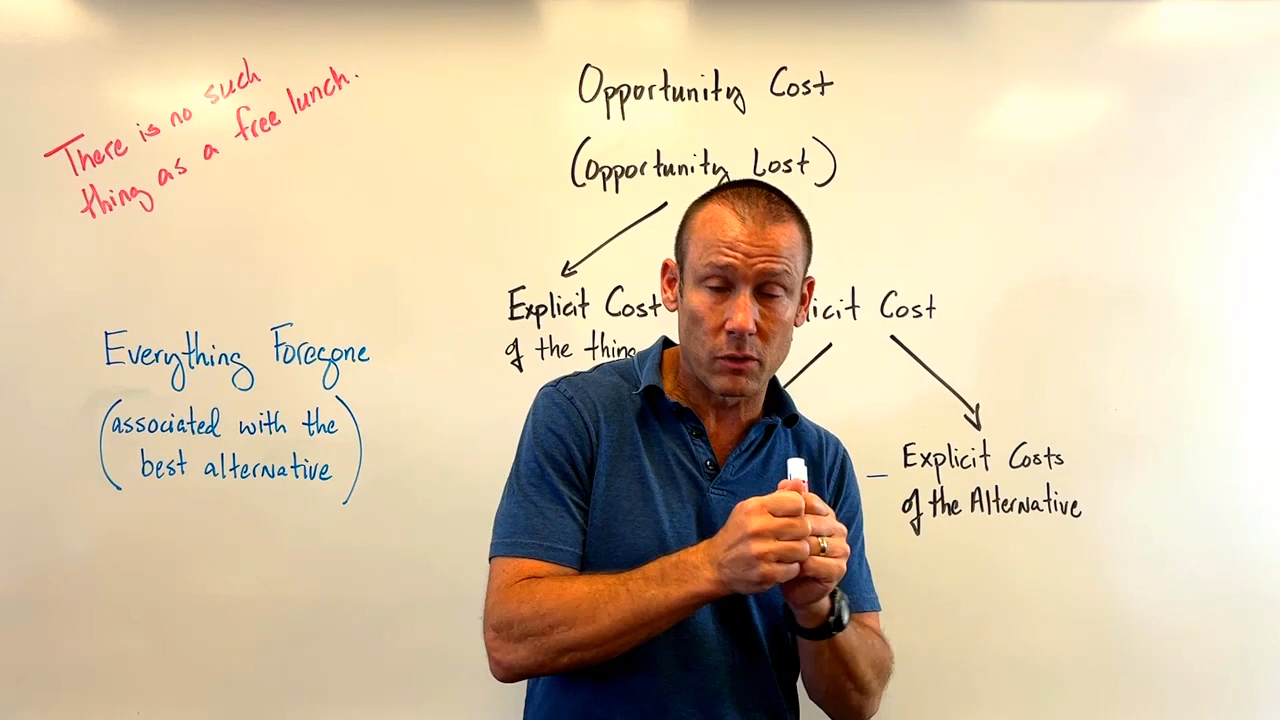 There is no such
thing as a free lunch.
Opportunity Cost
(Opportunity Lost)
Explicit Cost
of the thing
licit Cost
Everything Foregone
(associated with the
best alternative)
– Explicit Costs
of the Alternative